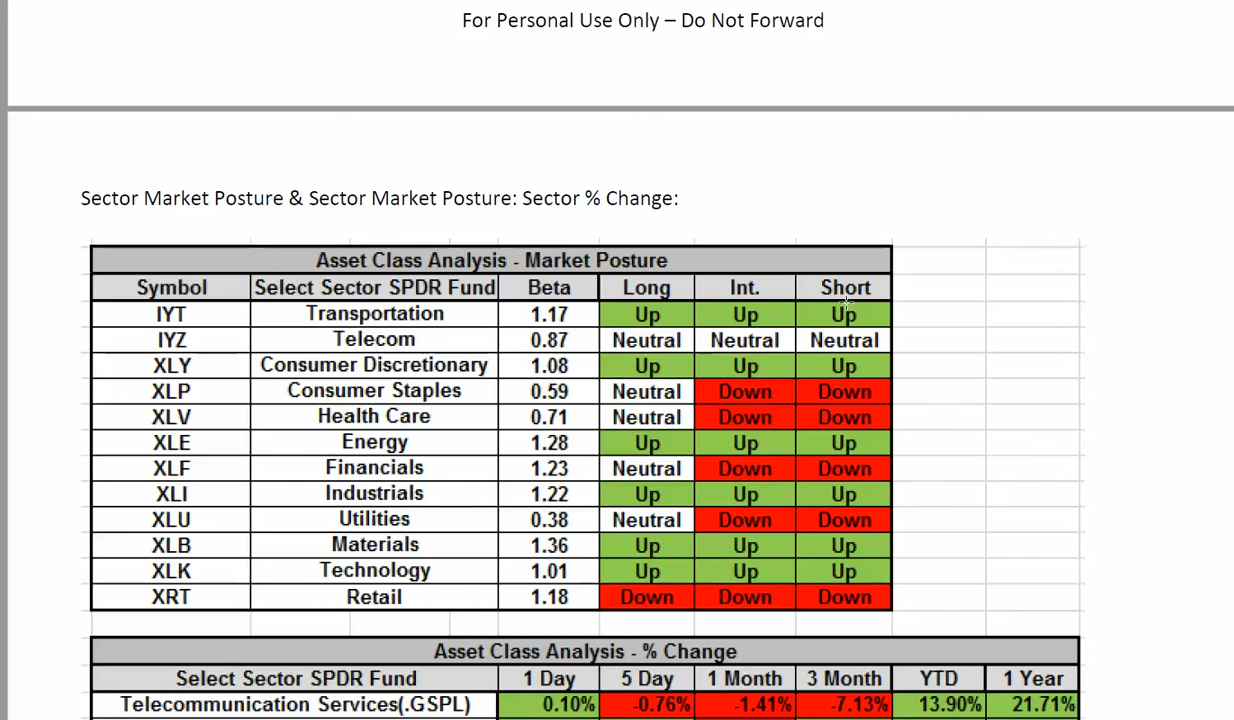 For Personal Use Only – Do Not Forward
Sector Market Posture & Sector Market Posture: Sector % Change:
Asset Class Analysis - Market Posture
Symbol Select Sector SPDR Fund Beta Long Int. Short
IYT Transportation 1.17 Up Up Up
IYZ Telecom 0.87 Neutral Neutral Neutral
XLY Consumer Discretionary 1.08 Up Up Up
XLP Consumer Staples 0.59 Neutral Down Down
XLV Health Care 0.71 Neutral Down Down
XLE Energy 1.28 Up Up Up
XLF Financials 1.23 Neutral Down Down
XLI Industrials 1.22 Up Up Up
XLU Utilities 0.38 Neutral Down Down
XLB Materials 1.36 Up Up Up
XLK Technology 1.01 Up Up Up
XRT Retail 1.18 Down Down Down
Asset Class Analysis - % Change
Select Sector SPDR Fund 1 Day 5 Day 1 Month 3 Month YTD 1 Year
Telecommunication Services(.GSPL) 0.10% -0.76% -1.41% -7.13% 13.90% 21.71%